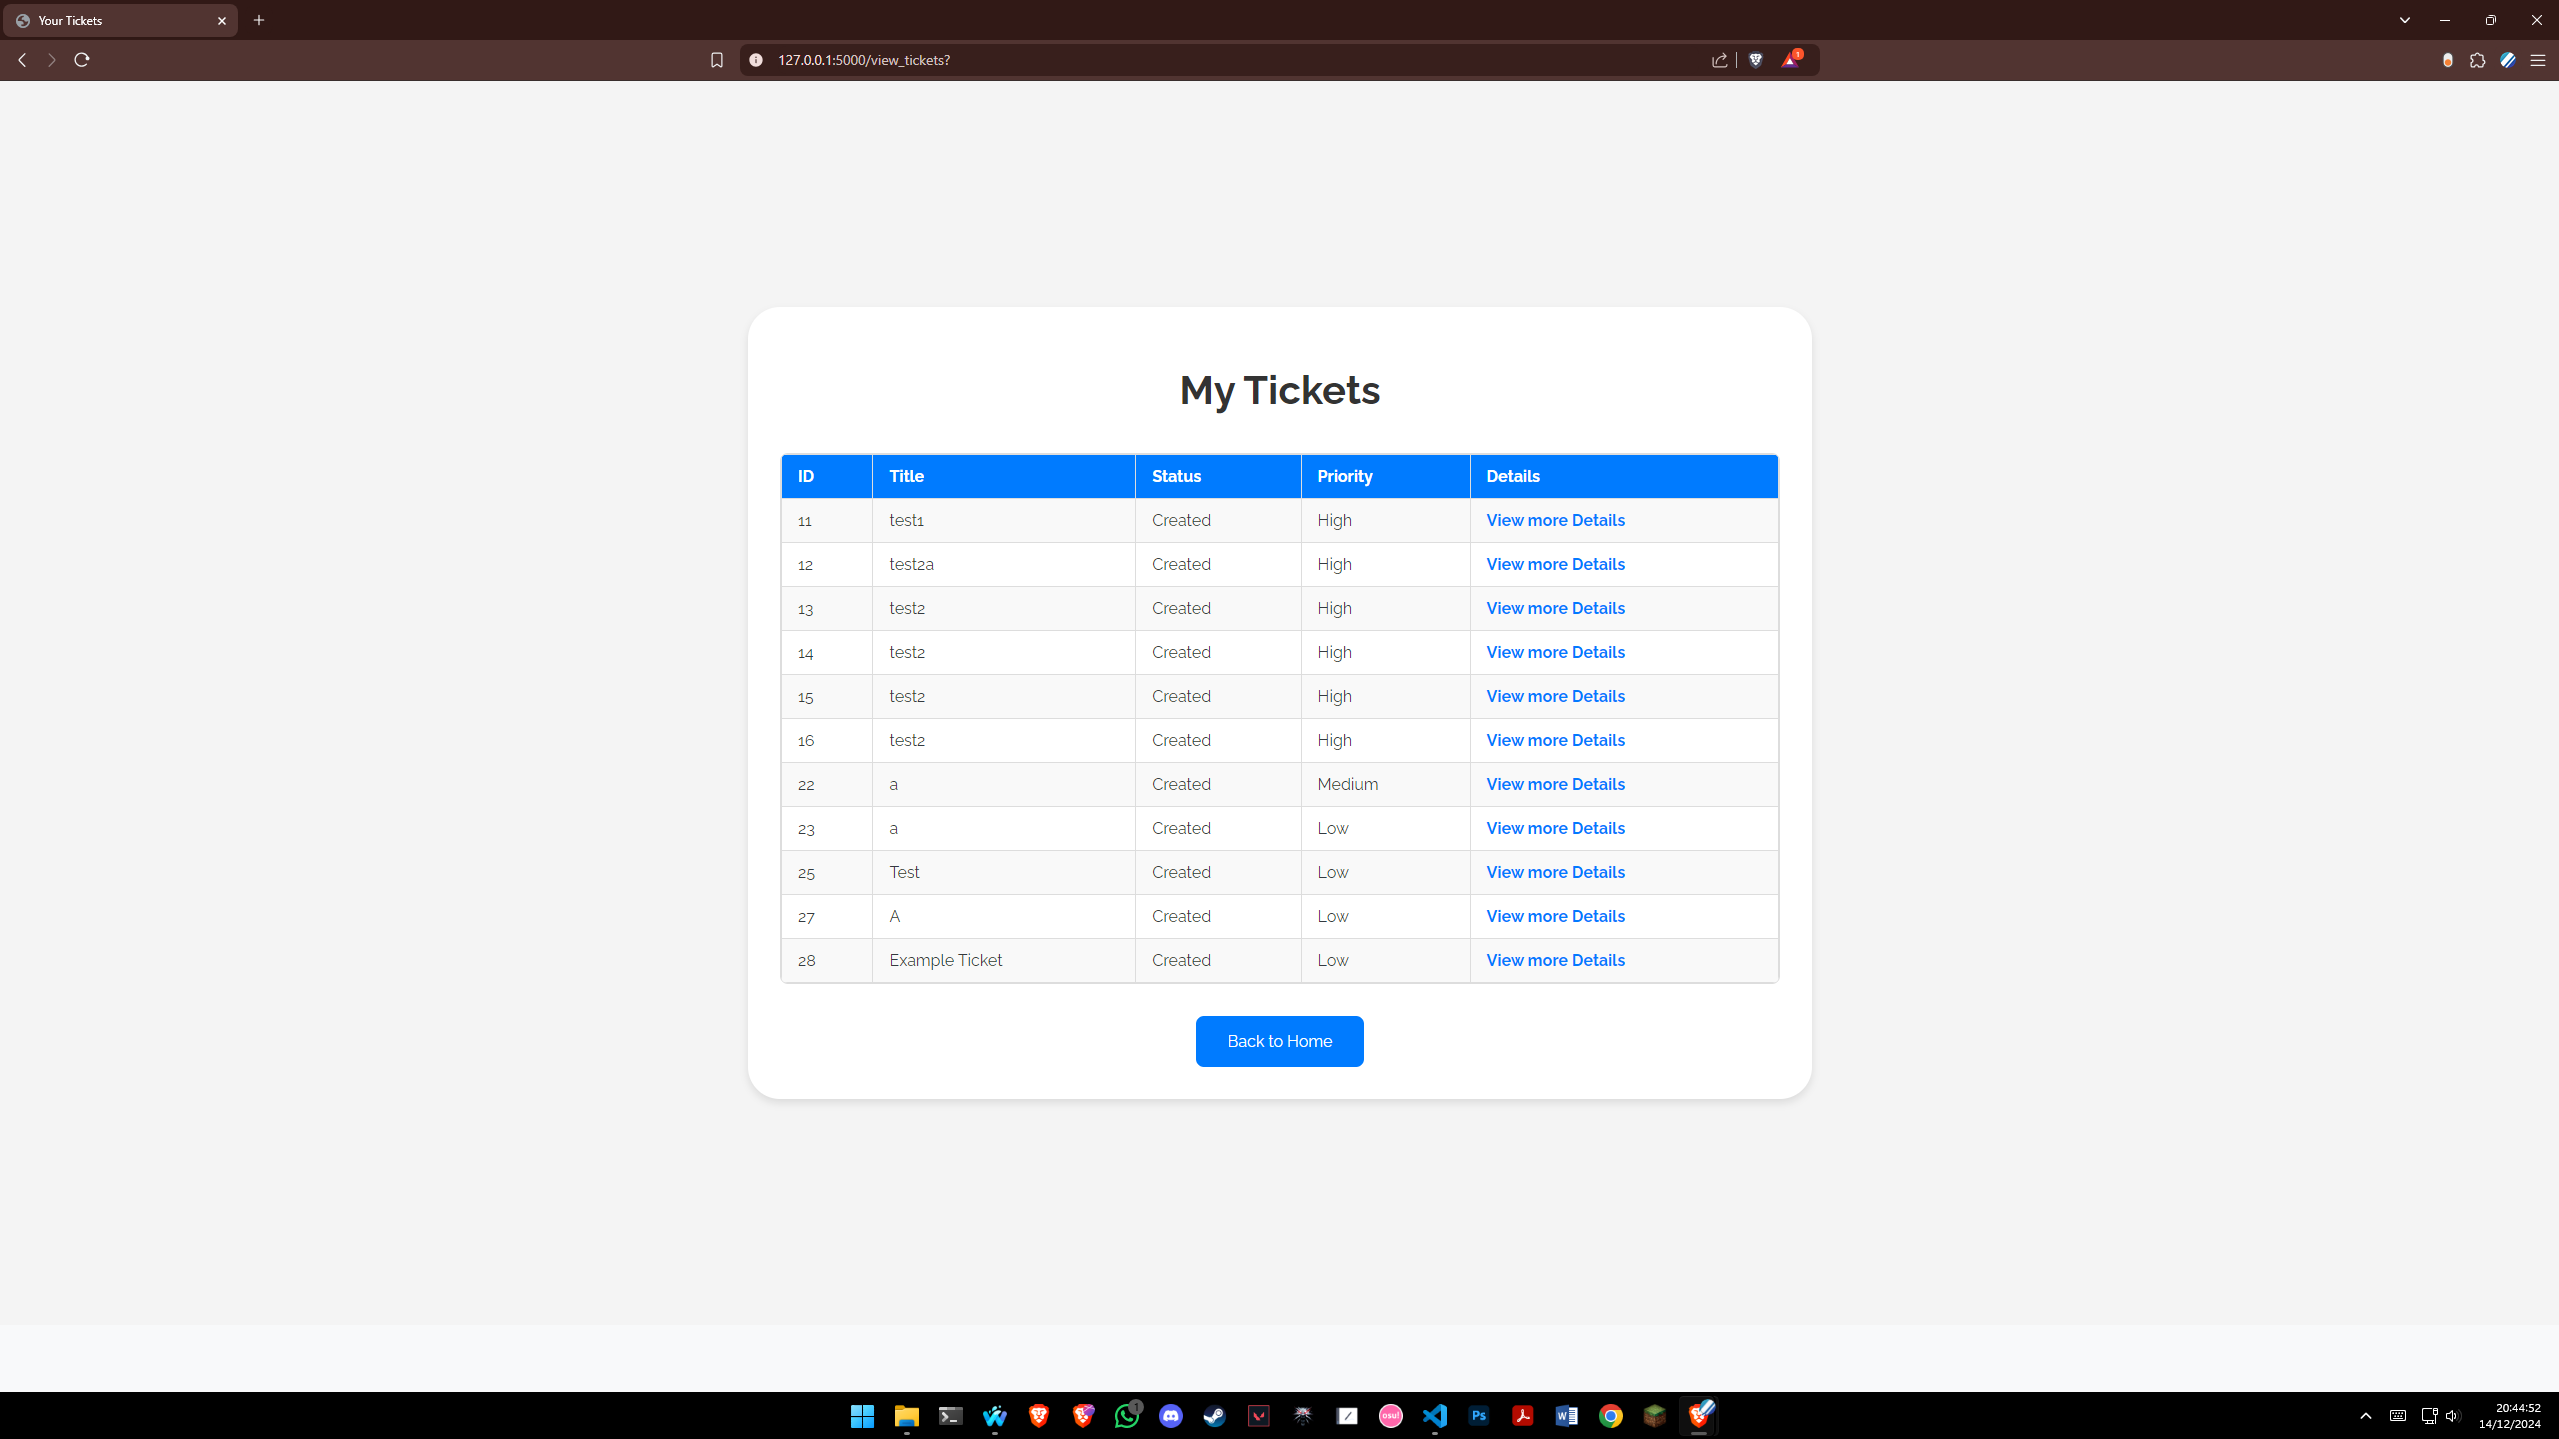 Your Tickets
127.0.0.1:5000/view_tickets?
1
My Tickets
ID Title Status Priority Details
11 test1 Created High View more Details
12 test2a Created High View more Details
13 test2 Created High View more Details
14 test2 Created High View more Details
15 test2 Created High View more Details
16 test2 Created High View more Details
22 a Created Medium View more Details
23 a Created Low View more Details
25 Test Created Low View more Details
27 A Created Low View more Details
28 Example Ticket Created Low View more Details
Back to Home
1
osu!
Ps
W
20:44:52
14/12/2024